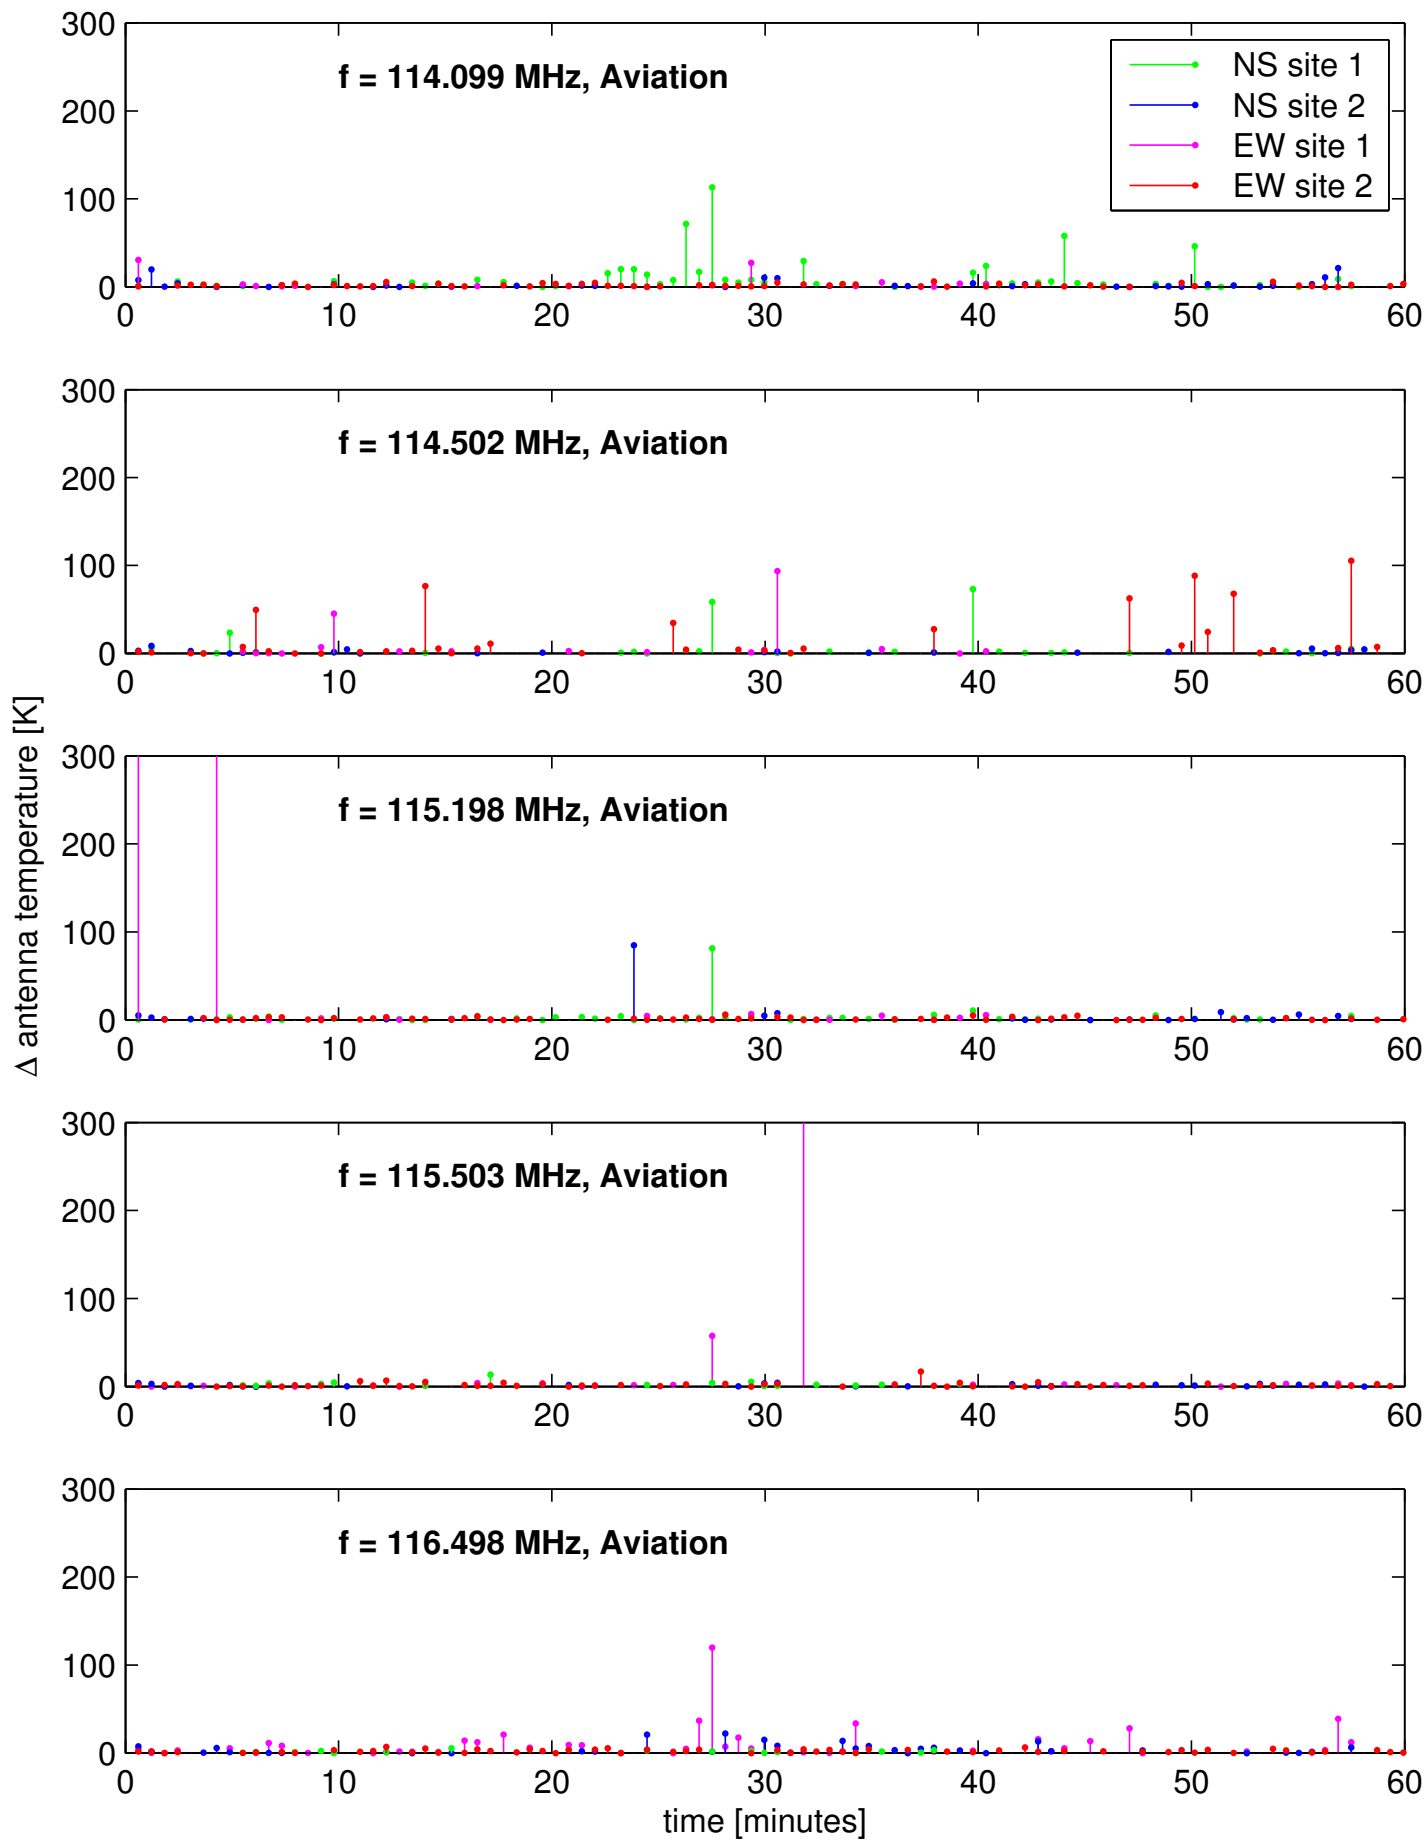 300
200
100
0
f = 114.099 MHz, Aviation
NS site 1
NS site 2
EW site 1
EW site 2
0 10 20 30 40 50 60
300
200
100
0
f = 114.502 MHz, Aviation
0 10 20 30 40 50 60
Δ antenna temperature [K]
300
200
100
0
f = 115.198 MHz, Aviation
0 10 20 30 40 50 60
300
200
100
0
f = 115.503 MHz, Aviation
0 10 20 30 40 50 60
300
200
100
0
f = 116.498 MHz, Aviation
0 10 20 30 40 50 60
time [minutes]